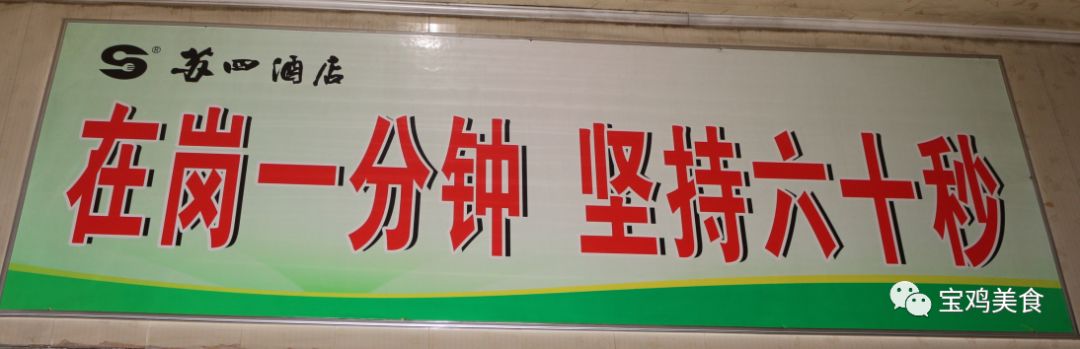 ® 苏四酒店
在岗一分钟 坚持六十秒
宝鸡美食